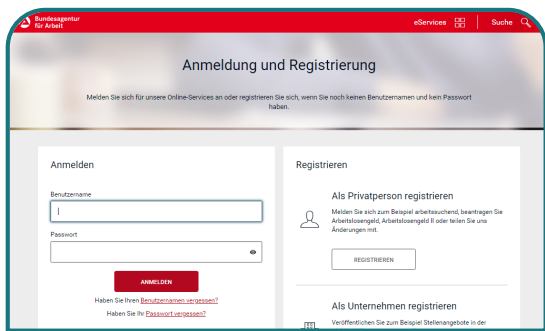 Bundesagentur
für Arbeit
eServices
Suche
Anmeldung und Registrierung
Melden Sie sich für unsere Online-Services an oder registrieren Sie sich, wenn Sie noch keinen Benutzernamen und kein Passwort
haben.
Anmelden
Benutzername
Passwort
ANMELDEN
Haben Sie Ihren Benutzernamen vergessen?
Haben Sie Ihr Passwort vergessen?
Registrieren
Als Privatperson registrieren
Melden Sie sich zum Beispiel arbeitssuchend, beantragen Sie
Arbeitslosengeld, Arbeitslosengeld II oder teilen Sie uns
Änderungen mit.
REGISTRIEREN
Als Unternehmen registrieren
Veröffentlichen Sie zum Beispiel Stellenangebote in der